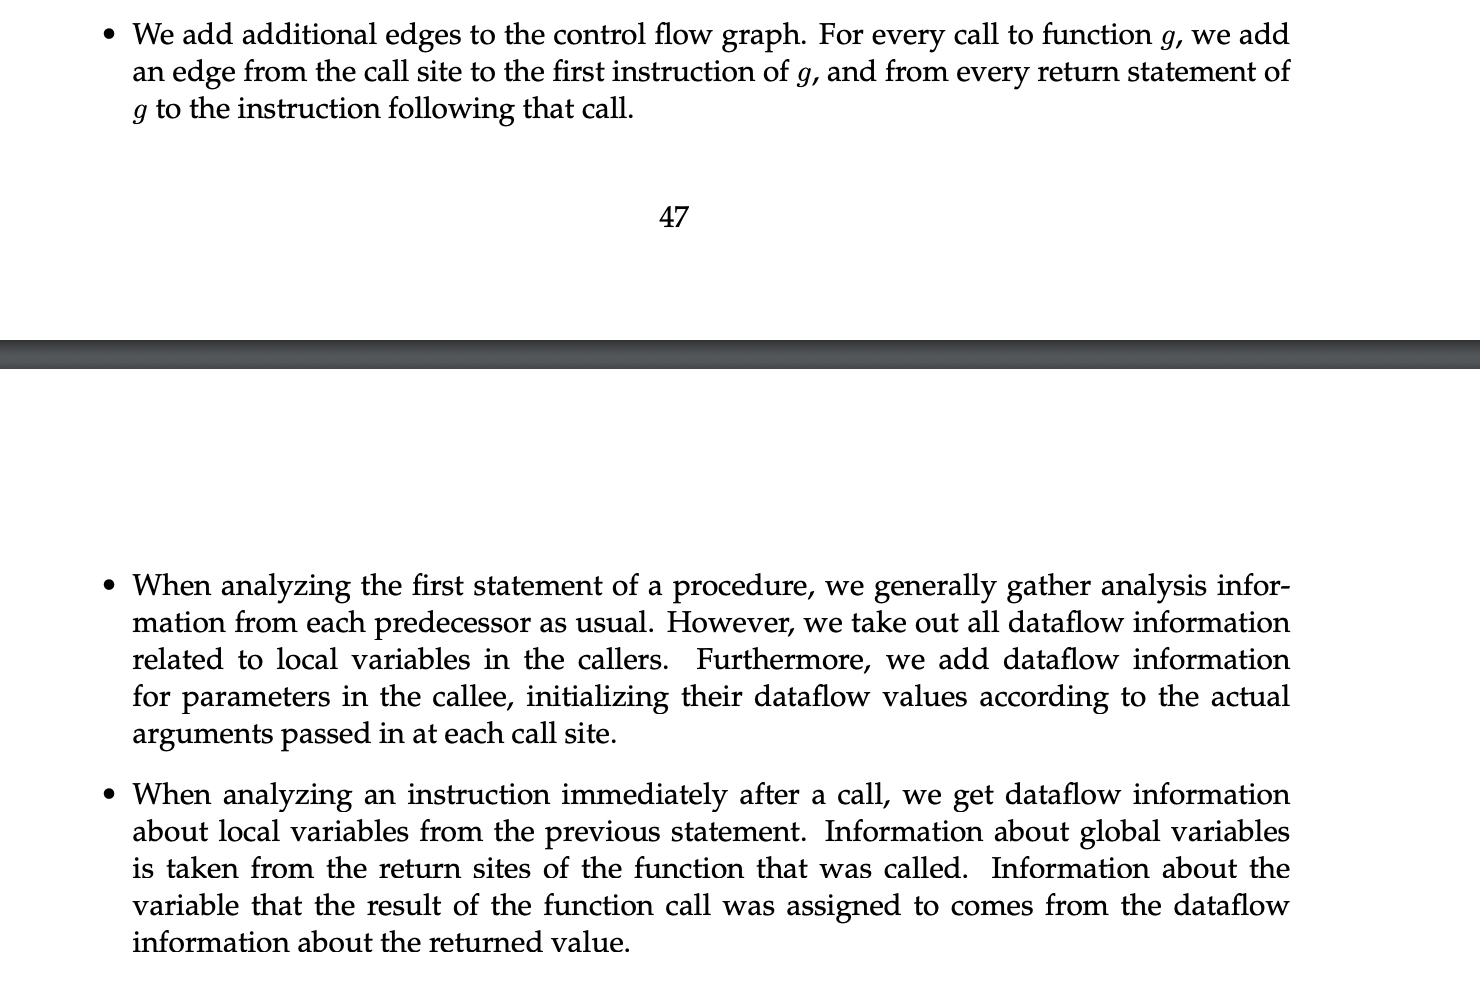 • We add additional edges to the control flow graph. For every call to function g, we add
an edge from the call site to the first instruction of g, and from every return statement of
g to the instruction following that call.
47
• When analyzing the first statement of a procedure, we generally gather analysis infor-
mation from each predecessor as usual. However, we take out all dataflow information
related to local variables in the callers. Furthermore, we add dataflow information
for parameters in the callee, initializing their dataflow values according to the actual
arguments passed in at each call site.
• When analyzing an instruction immediately after a call, we get dataflow information
about local variables from the previous statement. Information about global variables
is taken from the return sites of the function that was called. Information about the
variable that the result of the function call was assigned to comes from the dataflow
information about the returned value.